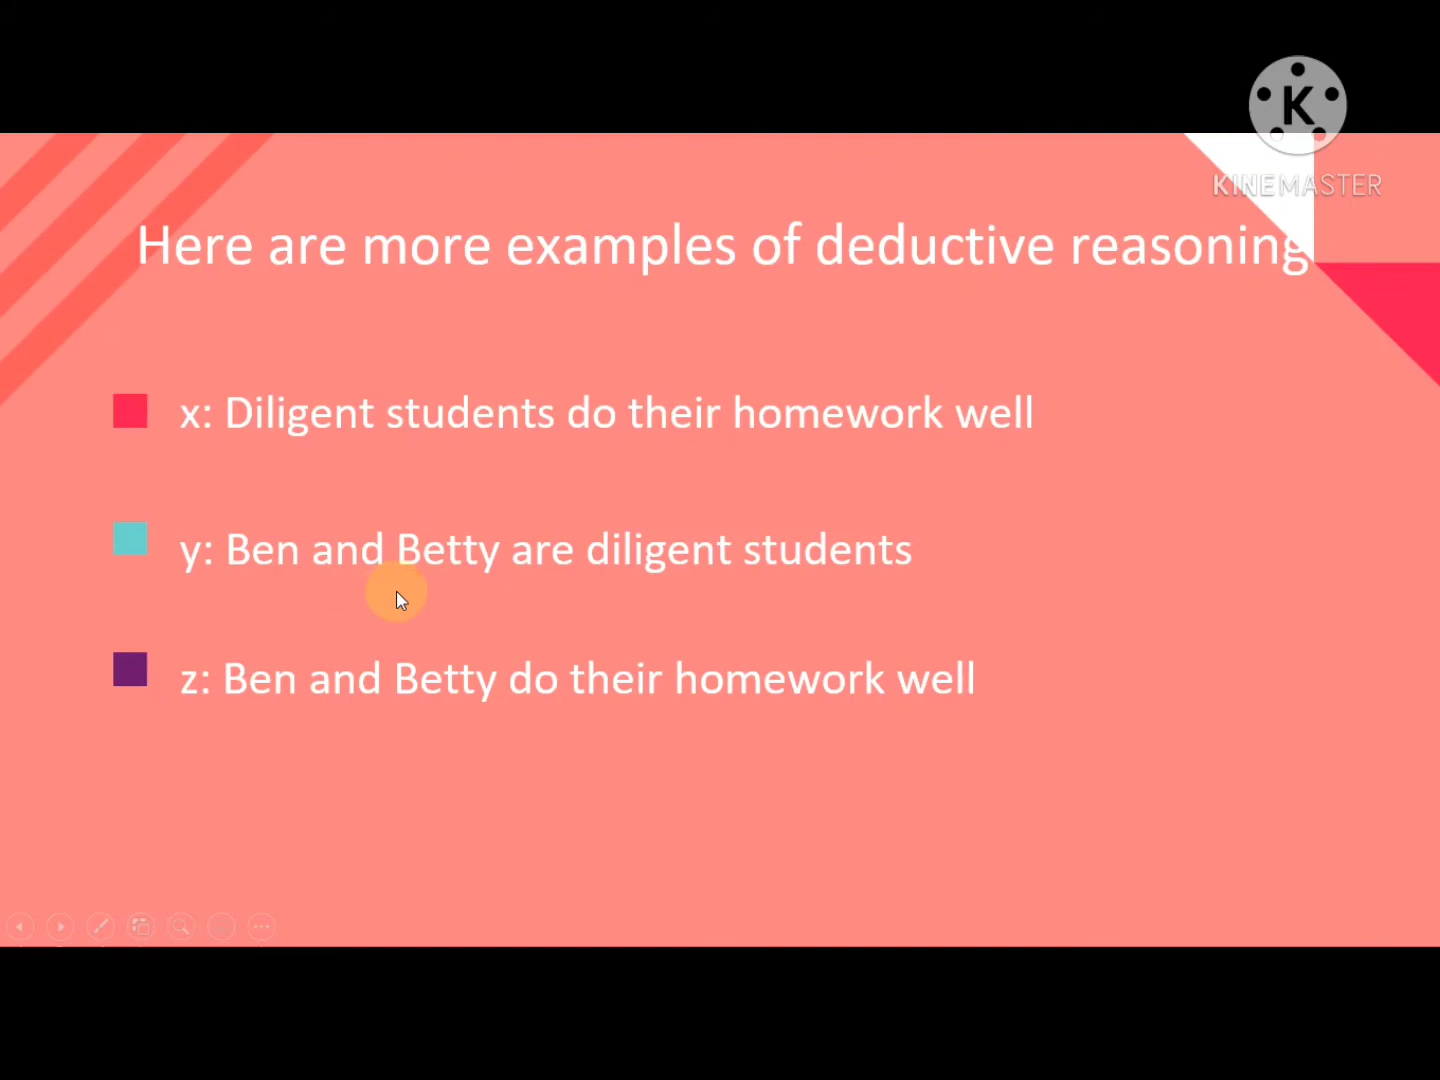 K
KINEMASTER
Here are more examples of deductive reasoning
x: Diligent students do their homework well
y: Ben and Betty are diligent students
z: Ben and Betty do their homework well